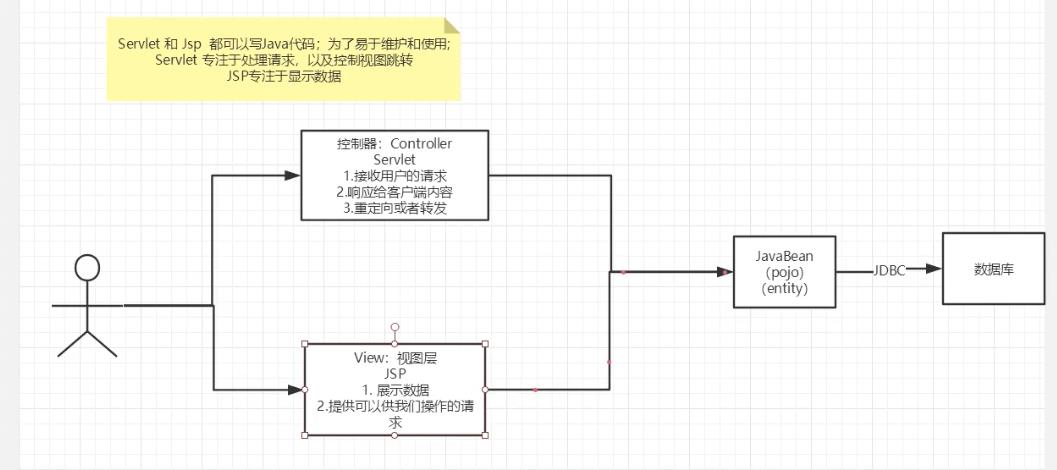 Servlet 和 Jsp 都可以写Java代码；为了易于维护和使用;
Servlet 专注于处理请求，以及控制视图跳转
JSP专注于显示数据
控制器：Controller
Servlet
1.接收用户的请求
2.响应给客户端内容
3.重定向或者转发
JavaBean
（pojo）
（entity）
JDBC
数据库
View：视图层
JSP
1. 展示数据
2.提供可以供我们操作的请
求